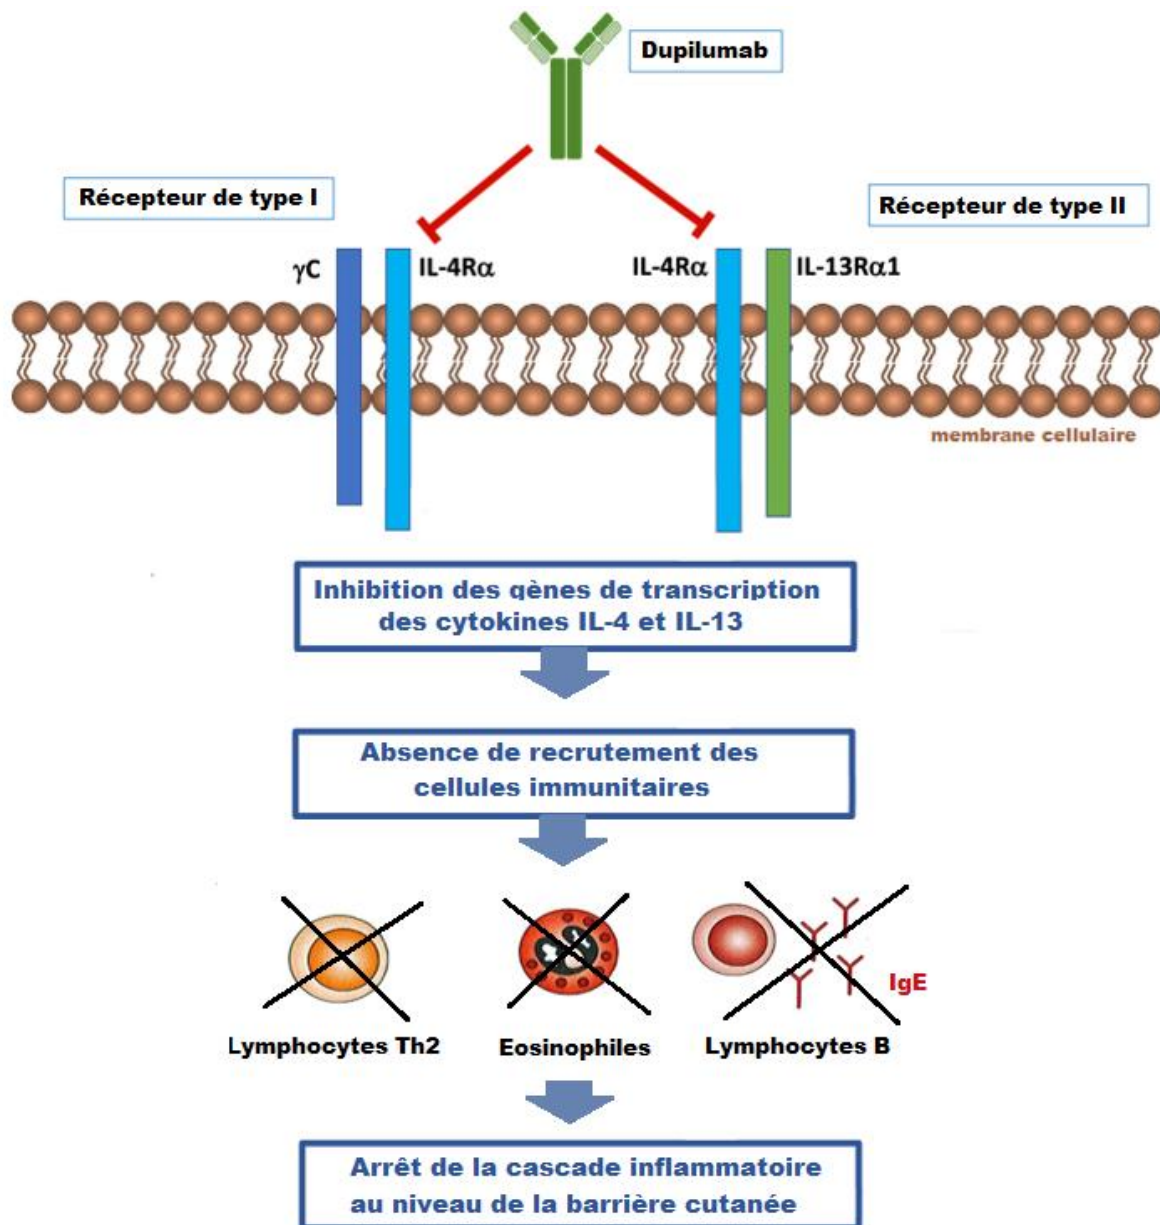 Dupilumab
Récepteur de type I
Récepteur de type II
γC
IL-4Rα
IL-4Rα
IL-13Rα1
membrane cellulaire
Inhibition des gènes de transcription
des cytokines IL-4 et IL-13
Absence de recrutement des
cellules immunitaires
IgE
Lymphocytes Th2
Eosinophiles
Lymphocytes B
Arrêt de la cascade inflammatoire
au niveau de la barrière cutanée